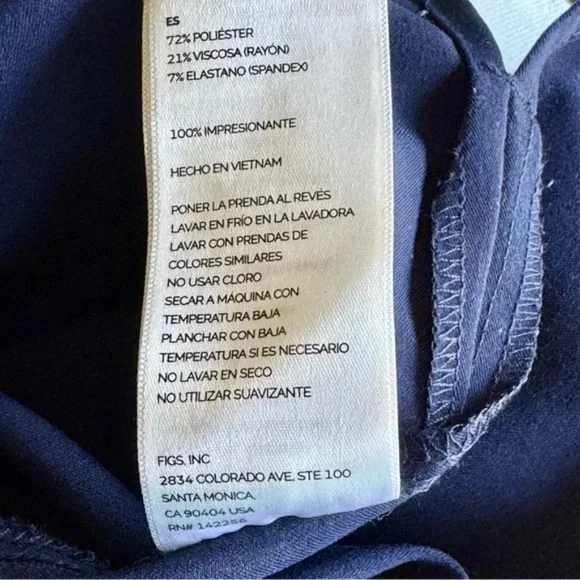 ES
72% POLIÉSTER
21% VISCOSA (RAYÓN)
7% ELASTANO (SPANDEX)
100% IMPRESIONANTE
HECHO EN VIETNAM
PONER LA PRENDA AL REVÉS
LAVAR EN FRÍO EN LA LAVADORA
LAVAR CON PRENDAS DE
COLORES SIMILARES
NO USAR CLORO
SECAR A MÁQUINA CON
TEMPERATURA BAJA
PLANCHAR CON BAJA
TEMPERATURA SI ES NECESARIO
NO LAVAR EN SECO
NO UTILIZAR SUAVIZANTE
FIGS, INC
2834 COLORADO AVE, STE 100
SANTA MONICA,
CA 90404 USA
RN# 142256